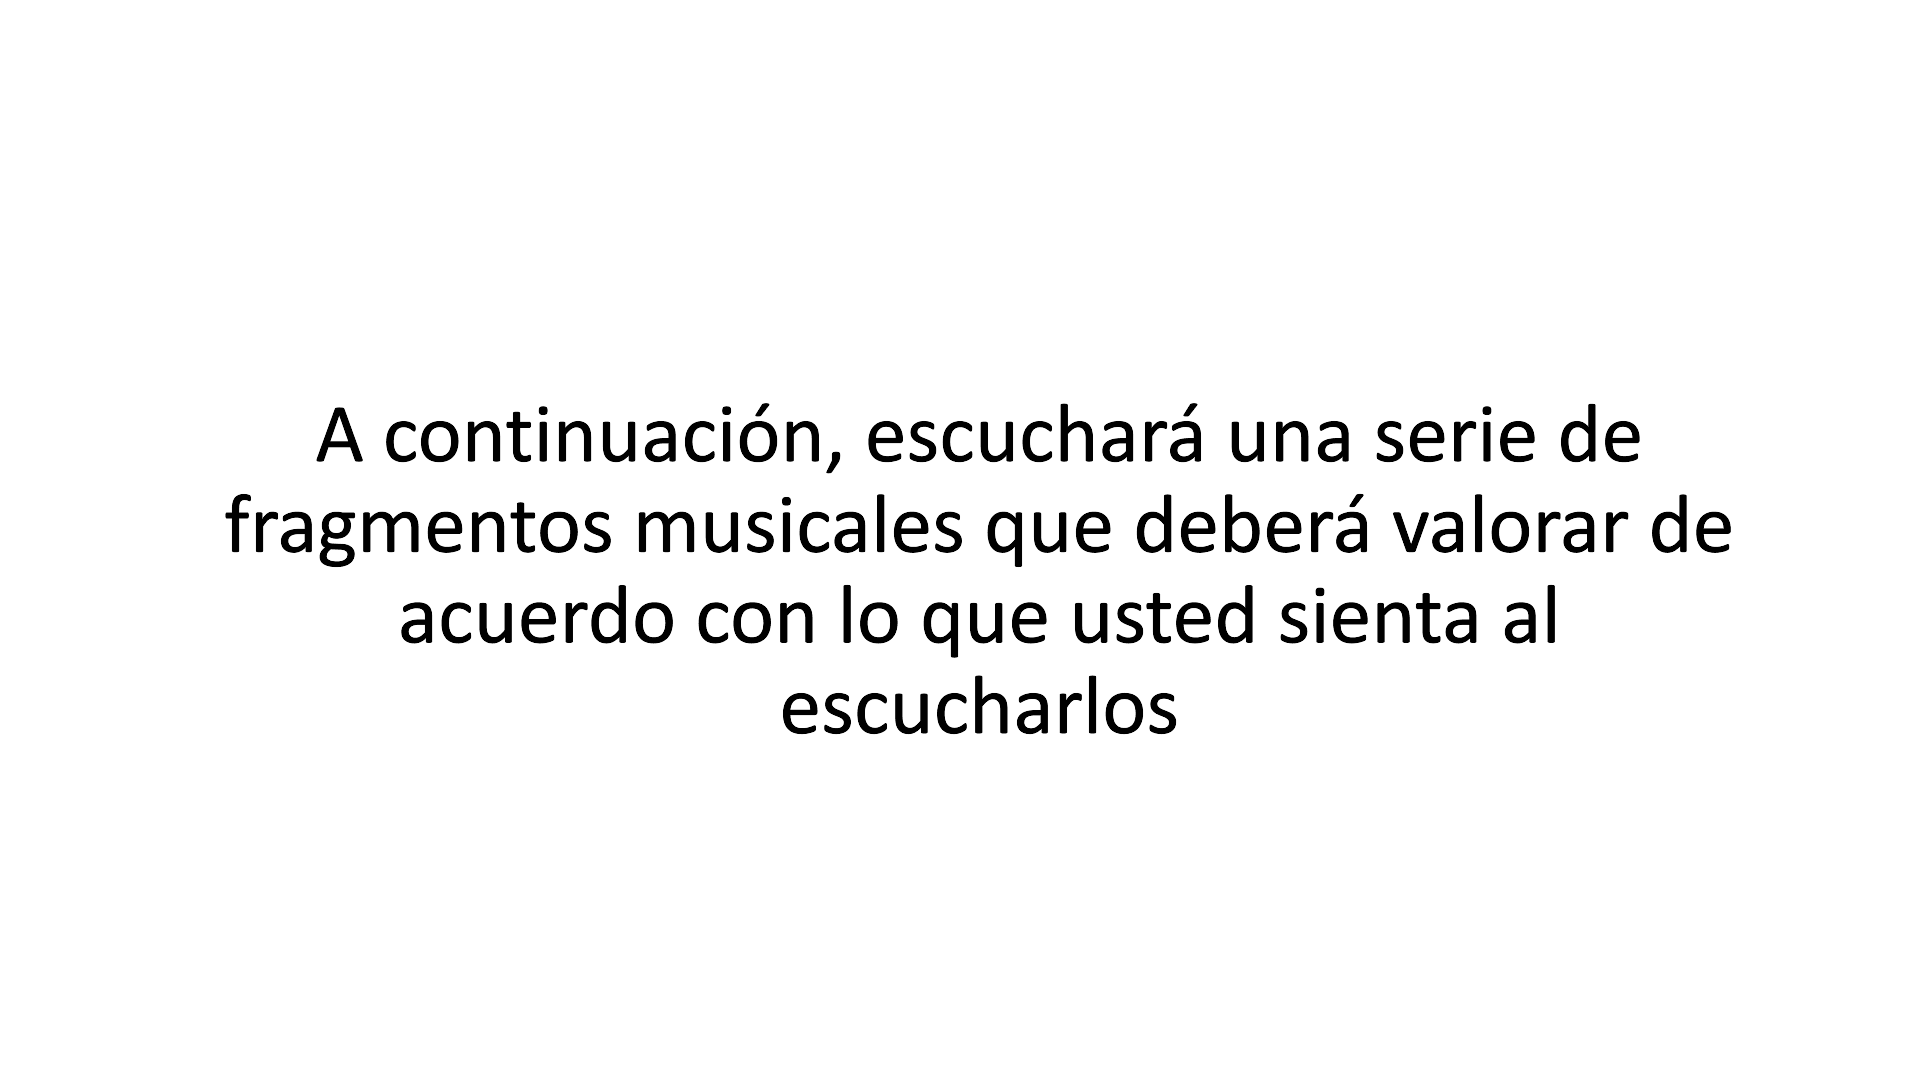 A continuación, escuchará una serie de
fragmentos musicales que deberá valorar de
acuerdo con lo que usted sienta al
escucharlos